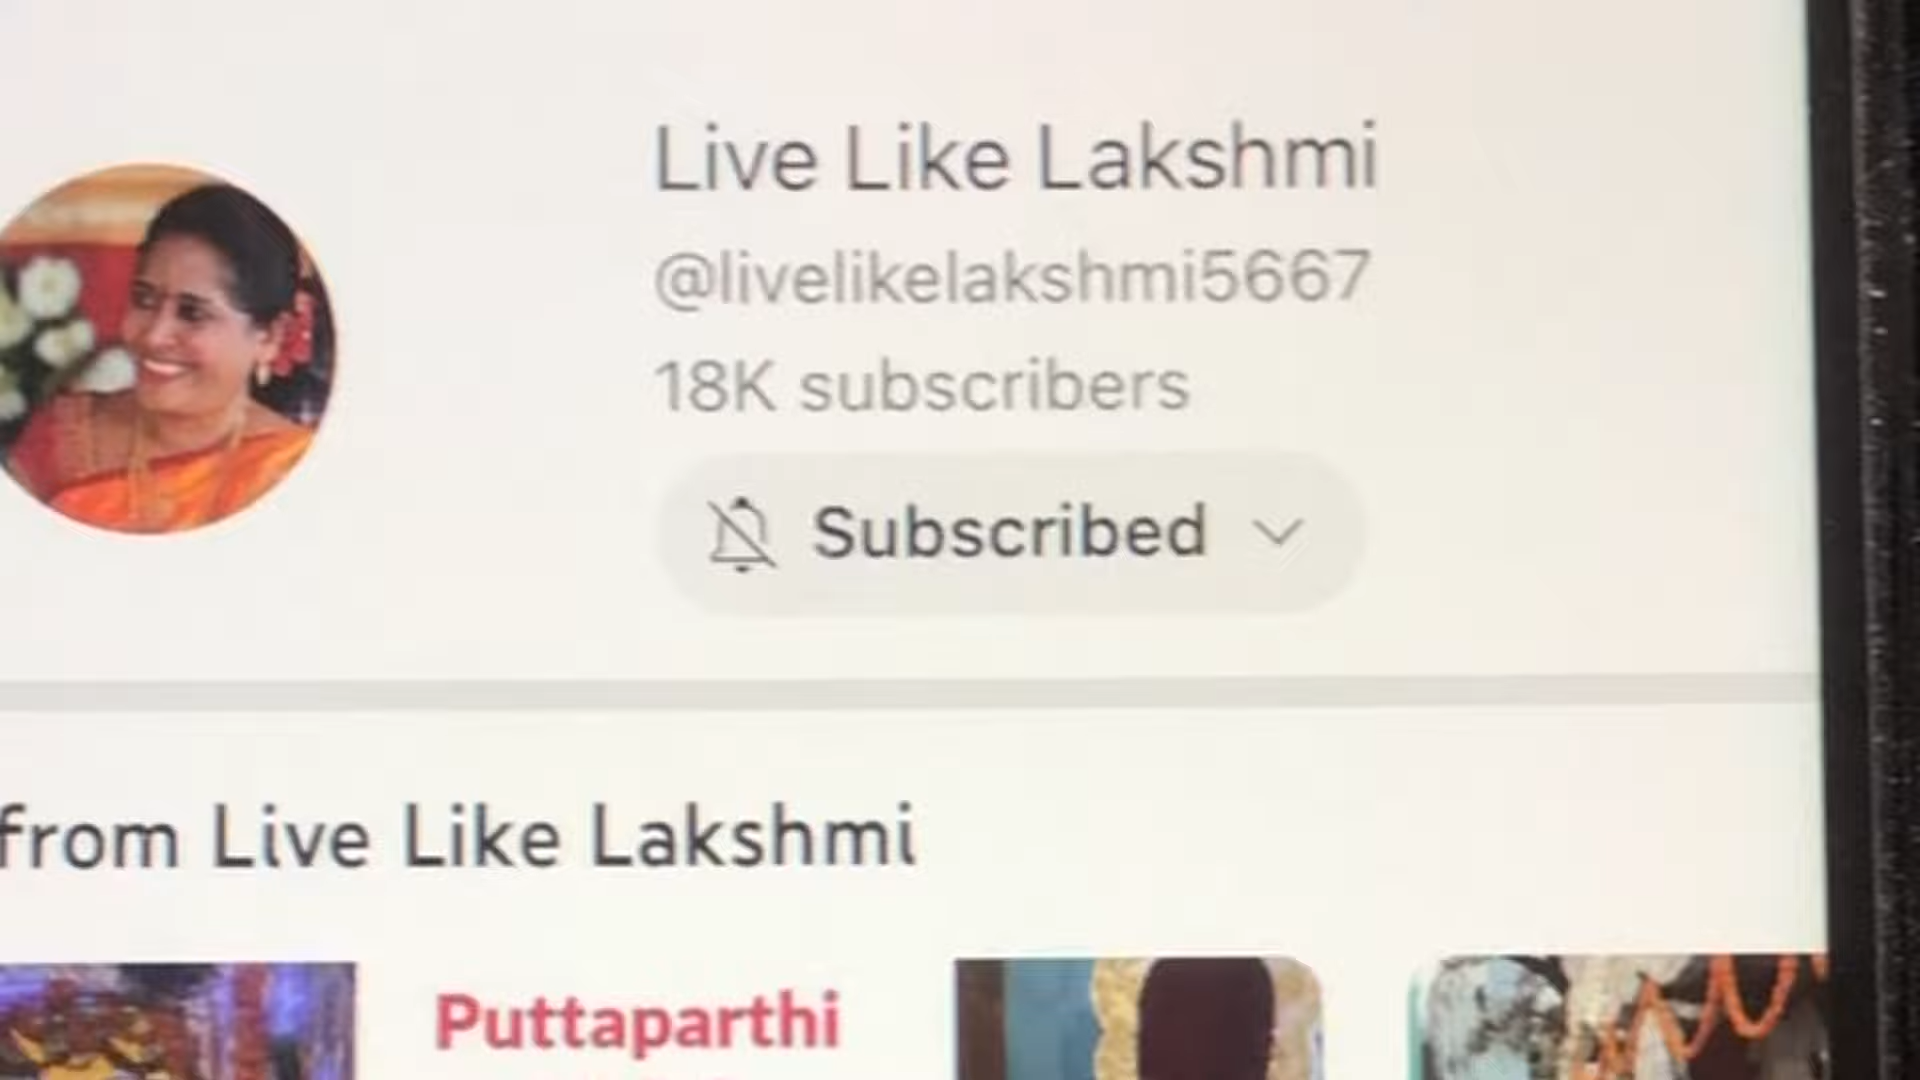 Live Like Lakshmi
@livelikelakshmi5667
18K subscribers
Subscribed
from Live Like Lakshmi
Puttaparthi